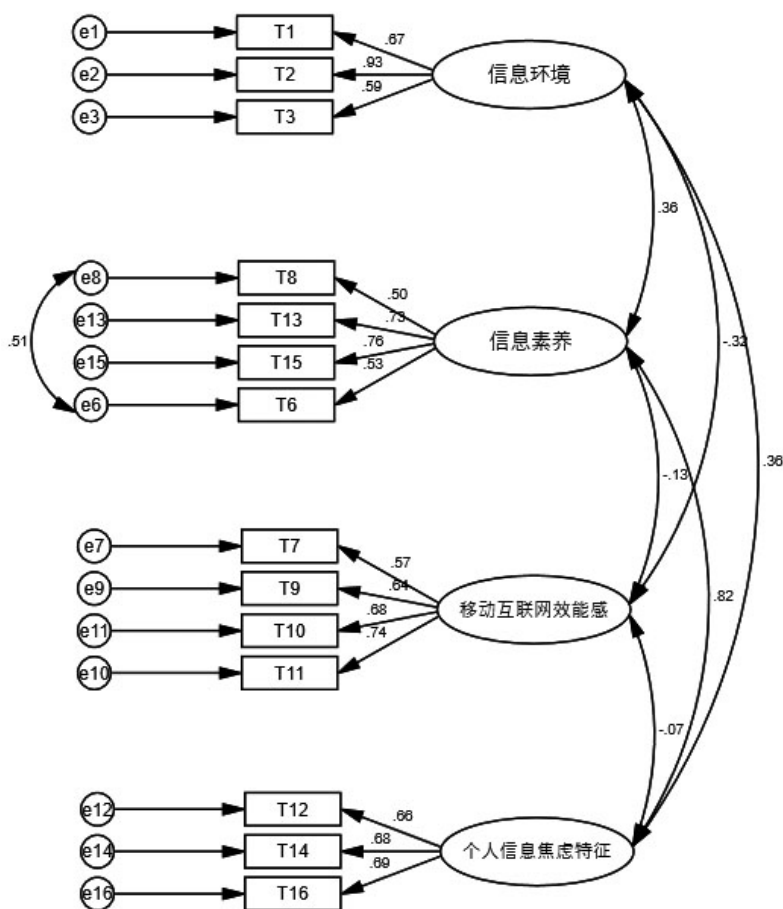 e1 T1 .67
e2 T2 .93 信息环境
e3 T3 .59
.36
e8 T8 .50
e13 T13 .73
.51 信息素养 -.32
e15 T15 .76
e6 T6 .53
.36
-.13
e7 T7 .57
e9 T9 .64
移动互联网效能感 .82
e11 T10 .68
e10 T11 .74
-.07
e12 T12 .66
e14 T14 .68 个人信息焦虑特征
e16 T16 .69